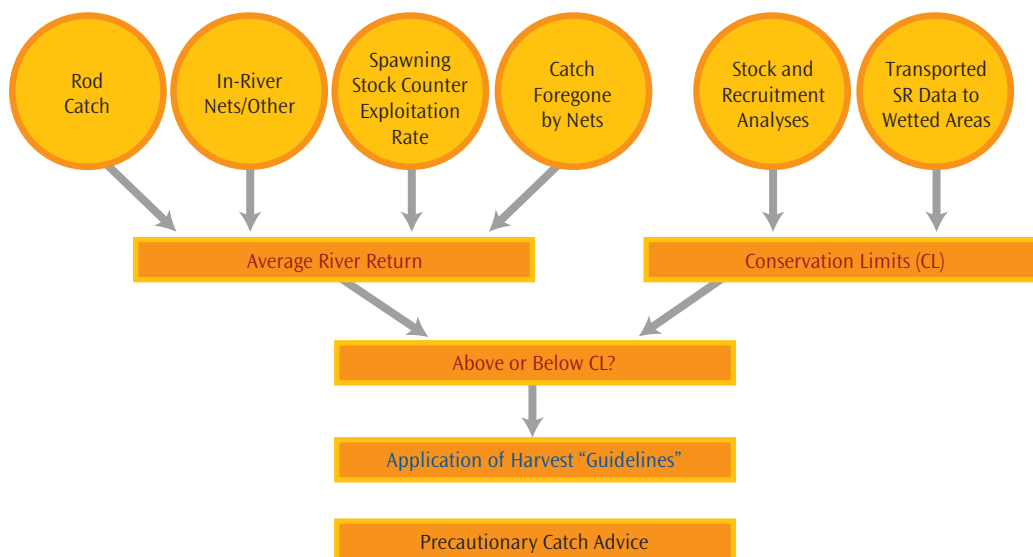 Rod
Catch
In-River
Nets/Other
Spawning
Stock Counter
Exploitation
Rate
Catch
Foregone
by Nets
Stock and
Recruitment
Analyses
Transported
SR Data to
Wetted Areas
Average River Return
Conservation Limits (CL)
Above or Below CL?
Application of Harvest “Guidelines”
Precautionary Catch Advice